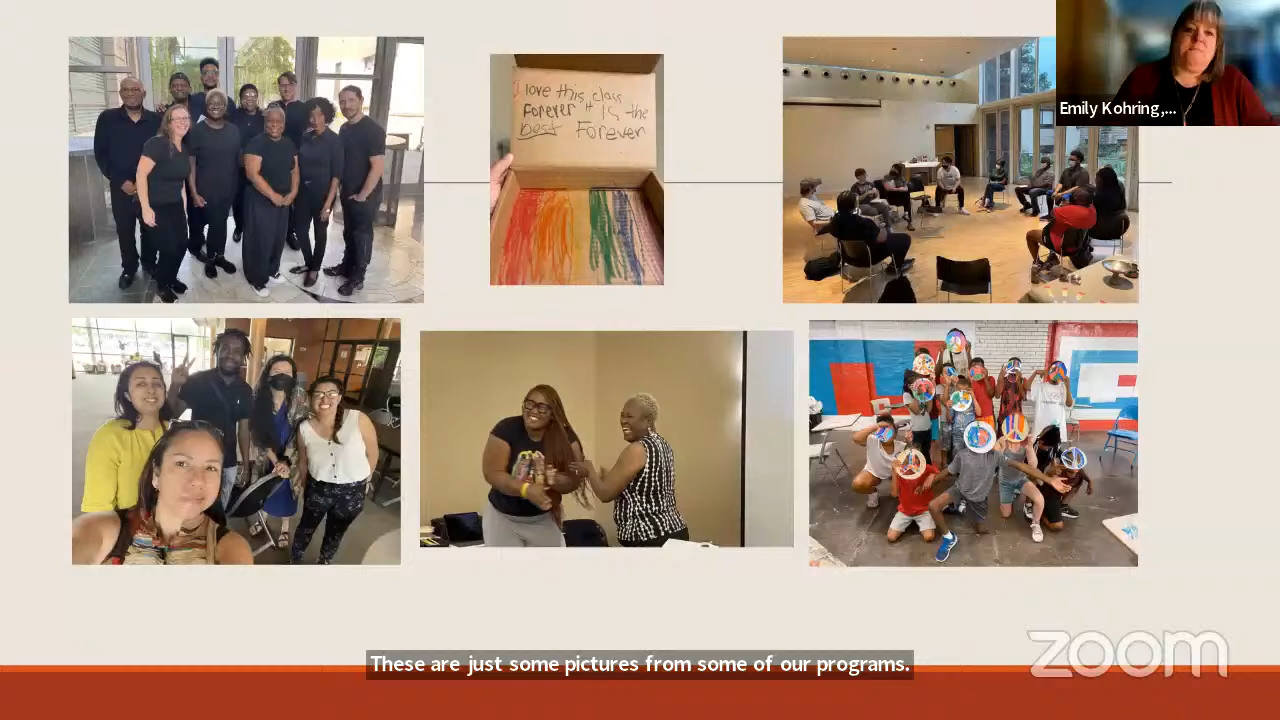 I love this class
Forever it IS the
best Forever
Emily Kohring,...
These are just some pictures from some of our programs.
zoom